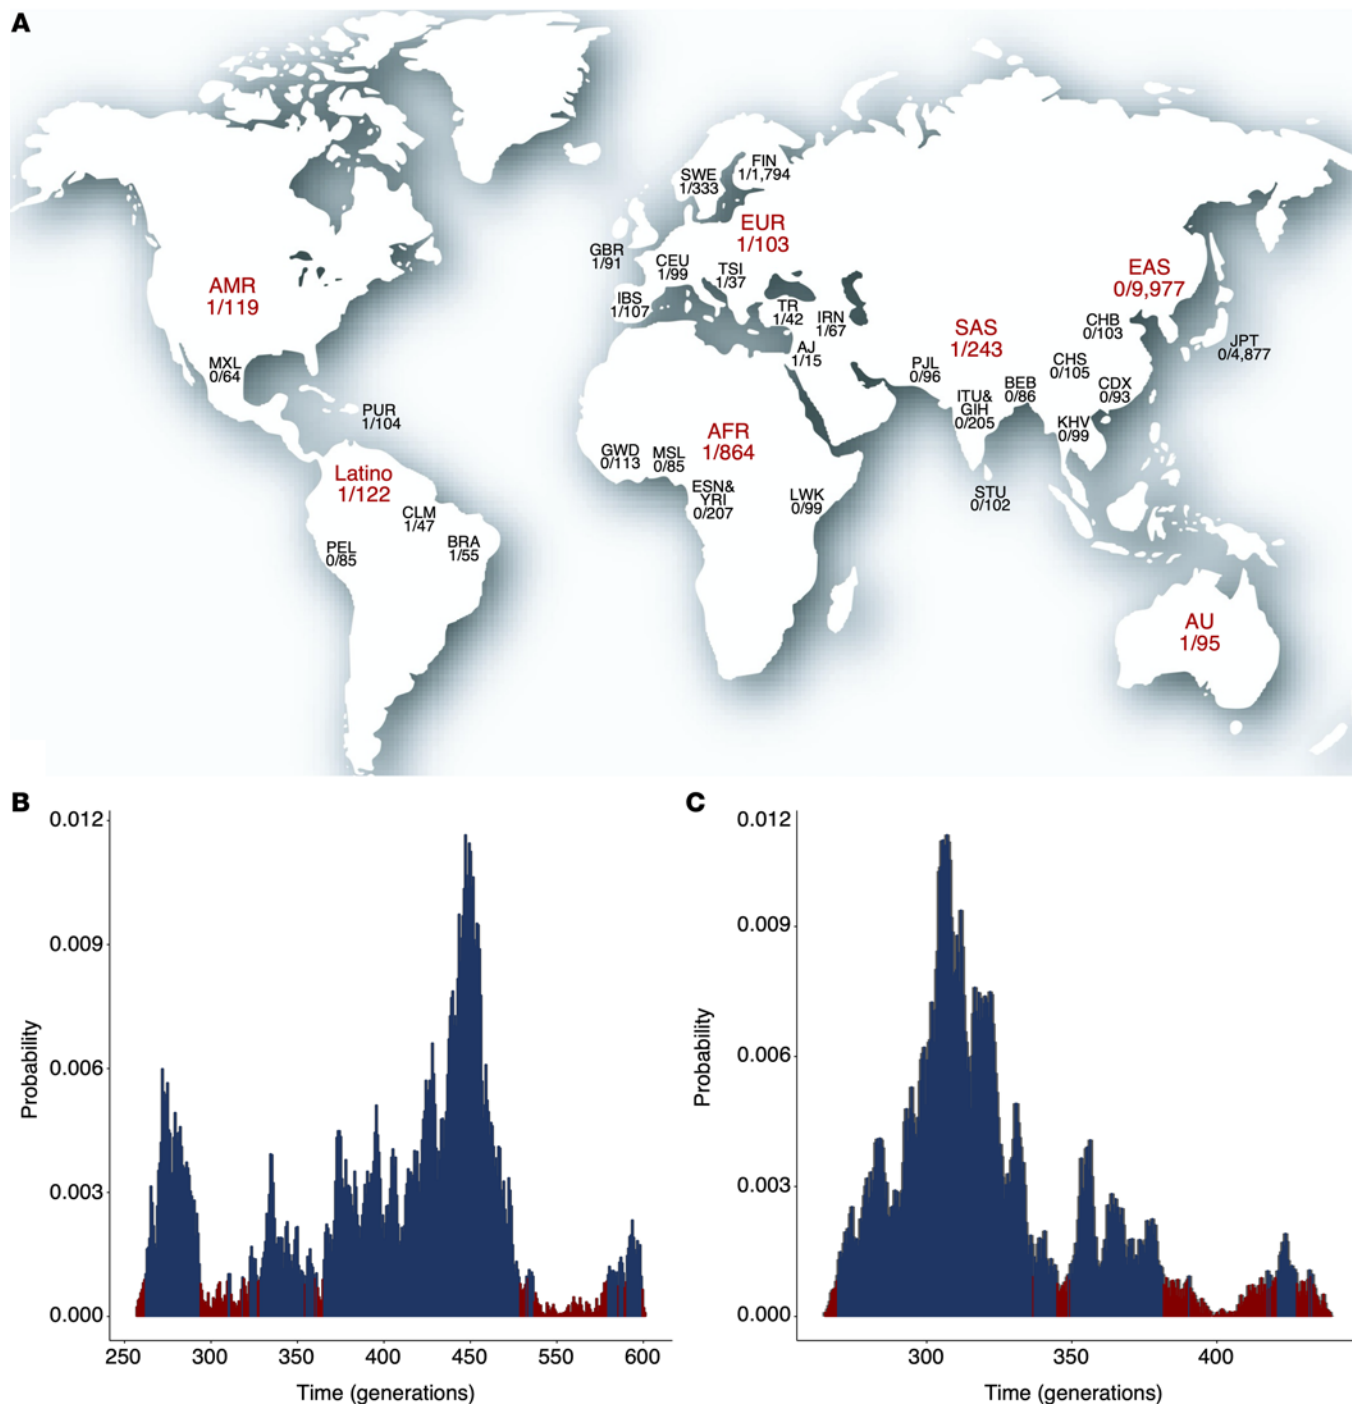 A
FIN
1/1,794
SWE
1/333
EUR
1/103
GBR
1/91
CEU
1/99
TSI
1/37
IBS
1/107
TR
1/42
IRN
1/67
AJ
1/15
AMR
1/119
MXL
0/64
PUR
1/104
Latino
1/122
CLM
1/47
PEL
0/85
BRA
1/55
AFR
1/864
GWD
0/113
MSL
0/85
ESN&
YRI
0/207
LWK
0/99
EAS
0/9,977
SAS
1/243
CHB
0/103
JPT
0/4,877
PJL
0/96
ITU&
GIH
0/205
BEB
0/86
CHS
0/105
CDX
0/93
KHV
0/99
STU
0/102
AU
1/95
B
0.012
0.009
0.006
0.003
0.000
Probability
250 300 350 400 450 500 550 600
Time (generations)
C
0.012
0.009
0.006
0.003
0.000
Probability
300 350 400
Time (generations)